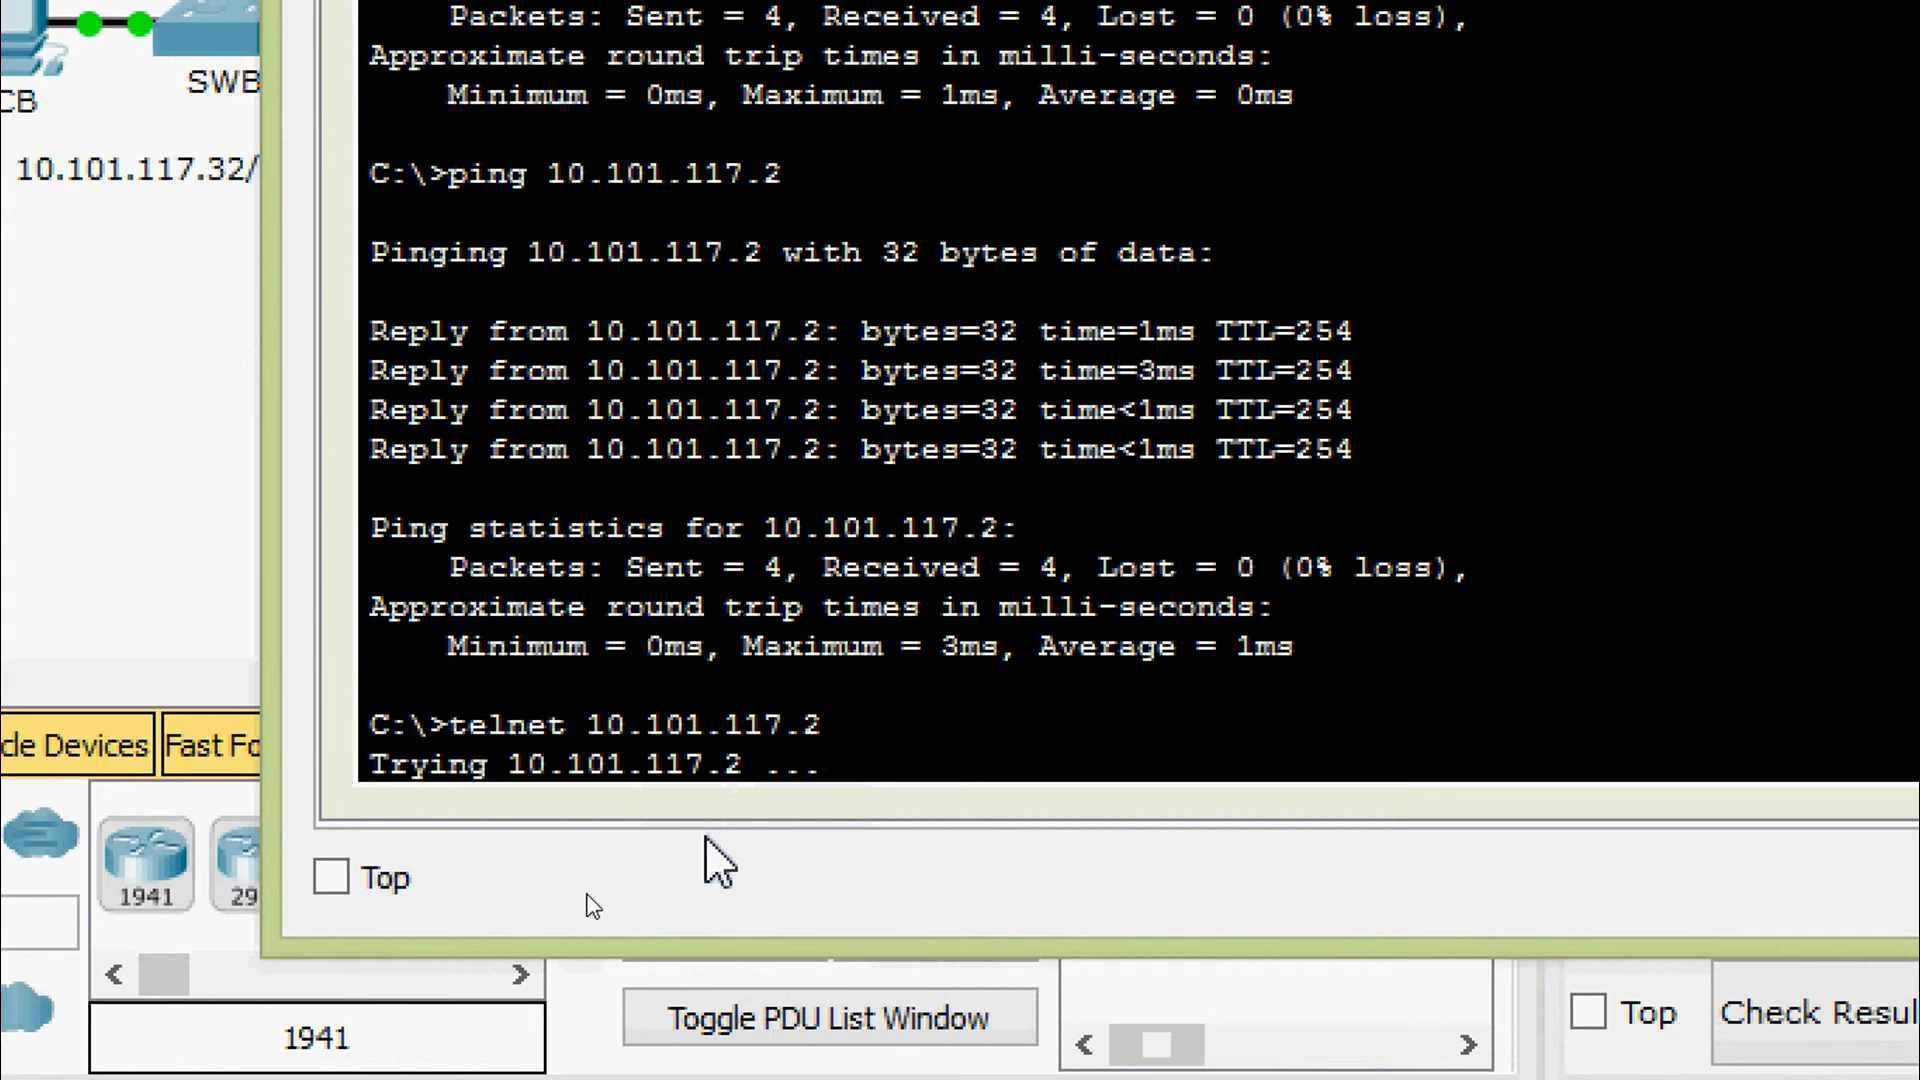 Packets: Sent = 4, Received = 4, Lost = 0 (0% loss),
Approximate round trip times in milli-seconds:
Minimum = 0ms, Maximum = 1ms, Average = 0ms
C:\>ping 10.101.117.2
Pinging 10.101.117.2 with 32 bytes of data:
Reply from 10.101.117.2: bytes=32 time=1ms TTL=254
Reply from 10.101.117.2: bytes=32 time=3ms TTL=254
Reply from 10.101.117.2: bytes=32 time<1ms TTL=254
Reply from 10.101.117.2: bytes=32 time<1ms TTL=254
Ping statistics for 10.101.117.2:
Packets: Sent = 4, Received = 4, Lost = 0 (0% loss),
Approximate round trip times in milli-seconds:
Minimum = 0ms, Maximum = 3ms, Average = 1ms
C:\>telnet 10.101.117.2
Trying 10.101.117.2 ...
SWB
CB
10.101.117.32/
cle Devices
Fast Fo
1941
29
1941
Top
Toggle PDU List Window
Top
Check Resul